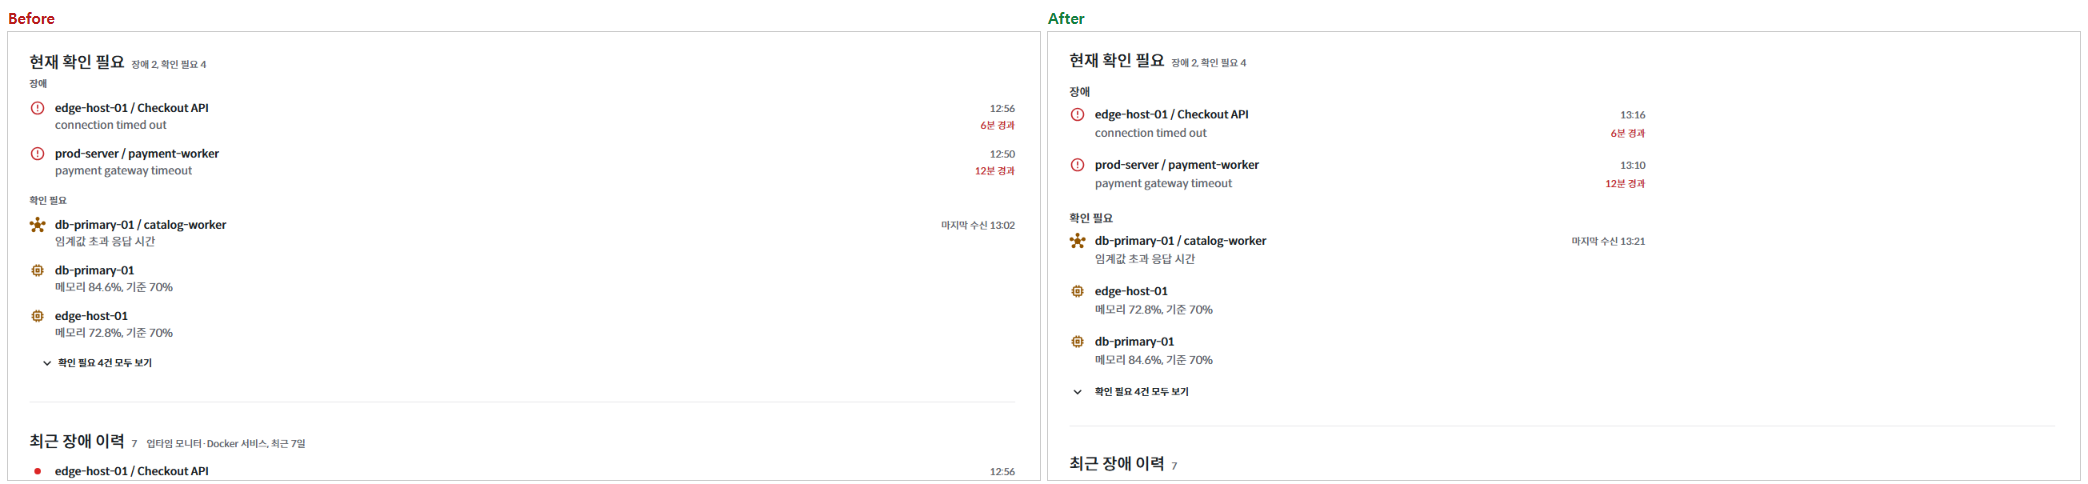 Before
현재 확인 필요 장애 2, 확인 필요 4
장애
edge-host-01 / Checkout API 12:56
connection timed out 6분 경과
prod-server / payment-worker 12:50
payment gateway timeout 12분 경과
확인 필요
db-primary-01 / catalog-worker 마지막 수신 13:02
임계값 초과 응답 시간
db-primary-01
메모리 84.6%, 기준 70%
edge-host-01
메모리 72.8%, 기준 70%
확인 필요 4건 모두 보기
최근 장애 이력 7 업타임 모니터·Docker 서비스, 최근 7일
edge-host-01 / Checkout API 12:56
After
현재 확인 필요 장애 2, 확인 필요 4
장애
edge-host-01 / Checkout API 13:16
connection timed out 6분 경과
prod-server / payment-worker 13:10
payment gateway timeout 12분 경과
확인 필요
db-primary-01 / catalog-worker 마지막 수신 13:21
임계값 초과 응답 시간
edge-host-01
메모리 72.8%, 기준 70%
db-primary-01
메모리 84.6%, 기준 70%
확인 필요 4건 모두 보기
최근 장애 이력 7